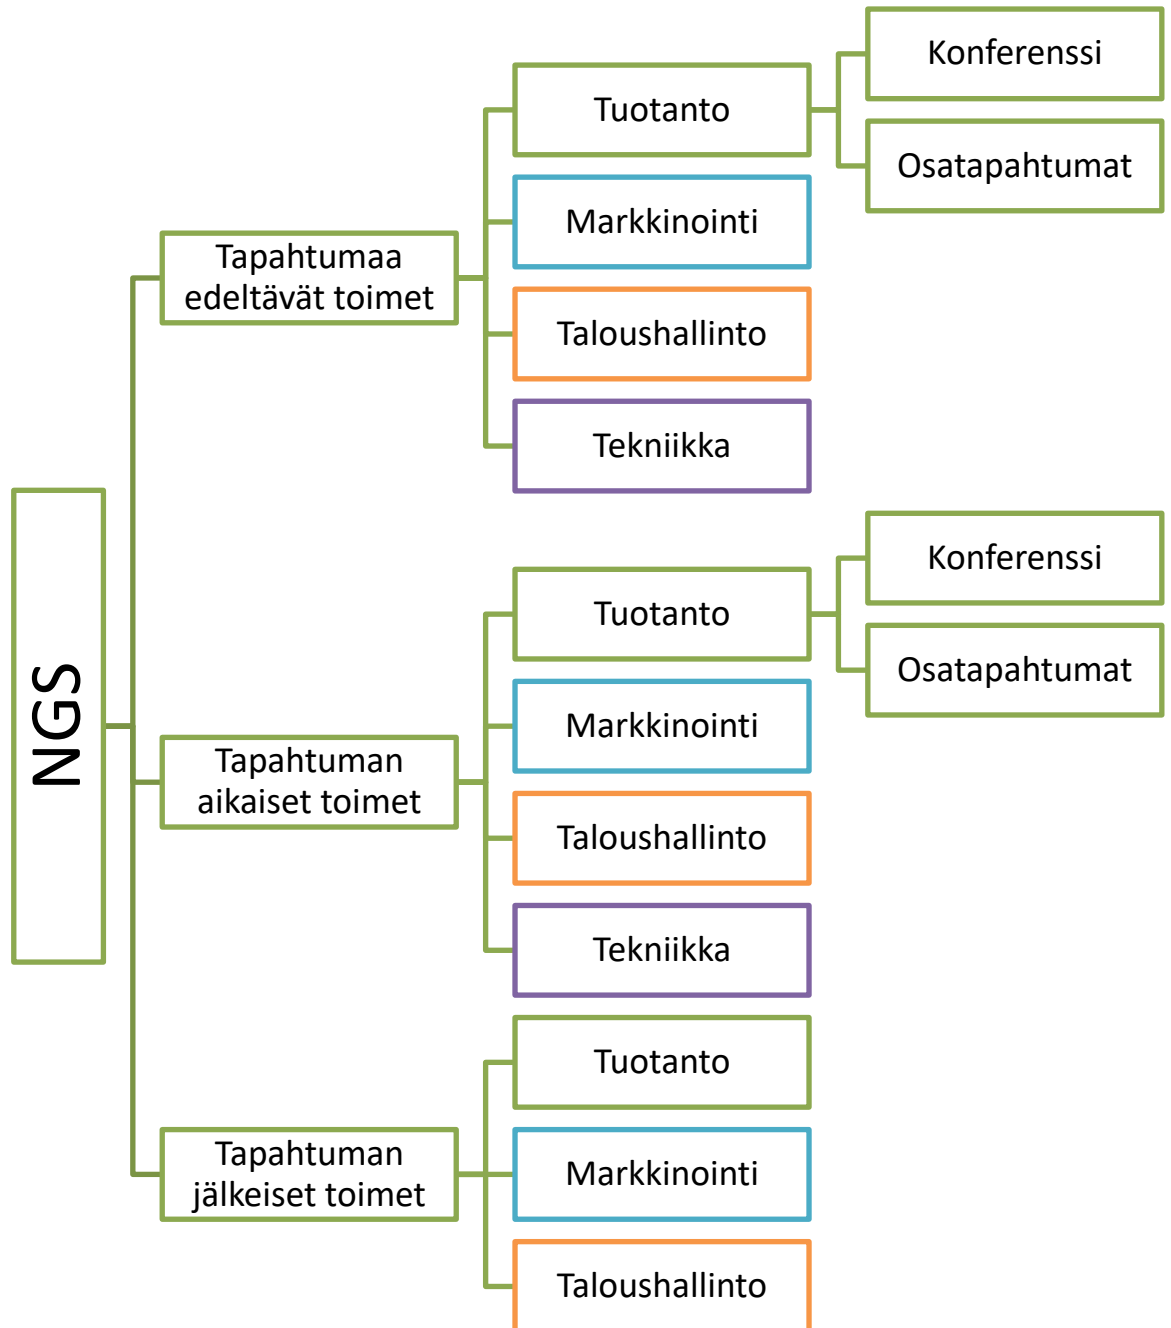 NGS
Tapahtumaa
edeltävät toimet
Tuotanto
Konferenssi
Osatapahtumat
Markkinointi
Taloushallinto
Tekniikka
Tapahtuman
aikaiset toimet
Tuotanto
Konferenssi
Osatapahtumat
Markkinointi
Taloushallinto
Tekniikka
Tapahtuman
jälkeiset toimet
Tuotanto
Markkinointi
Taloushallinto